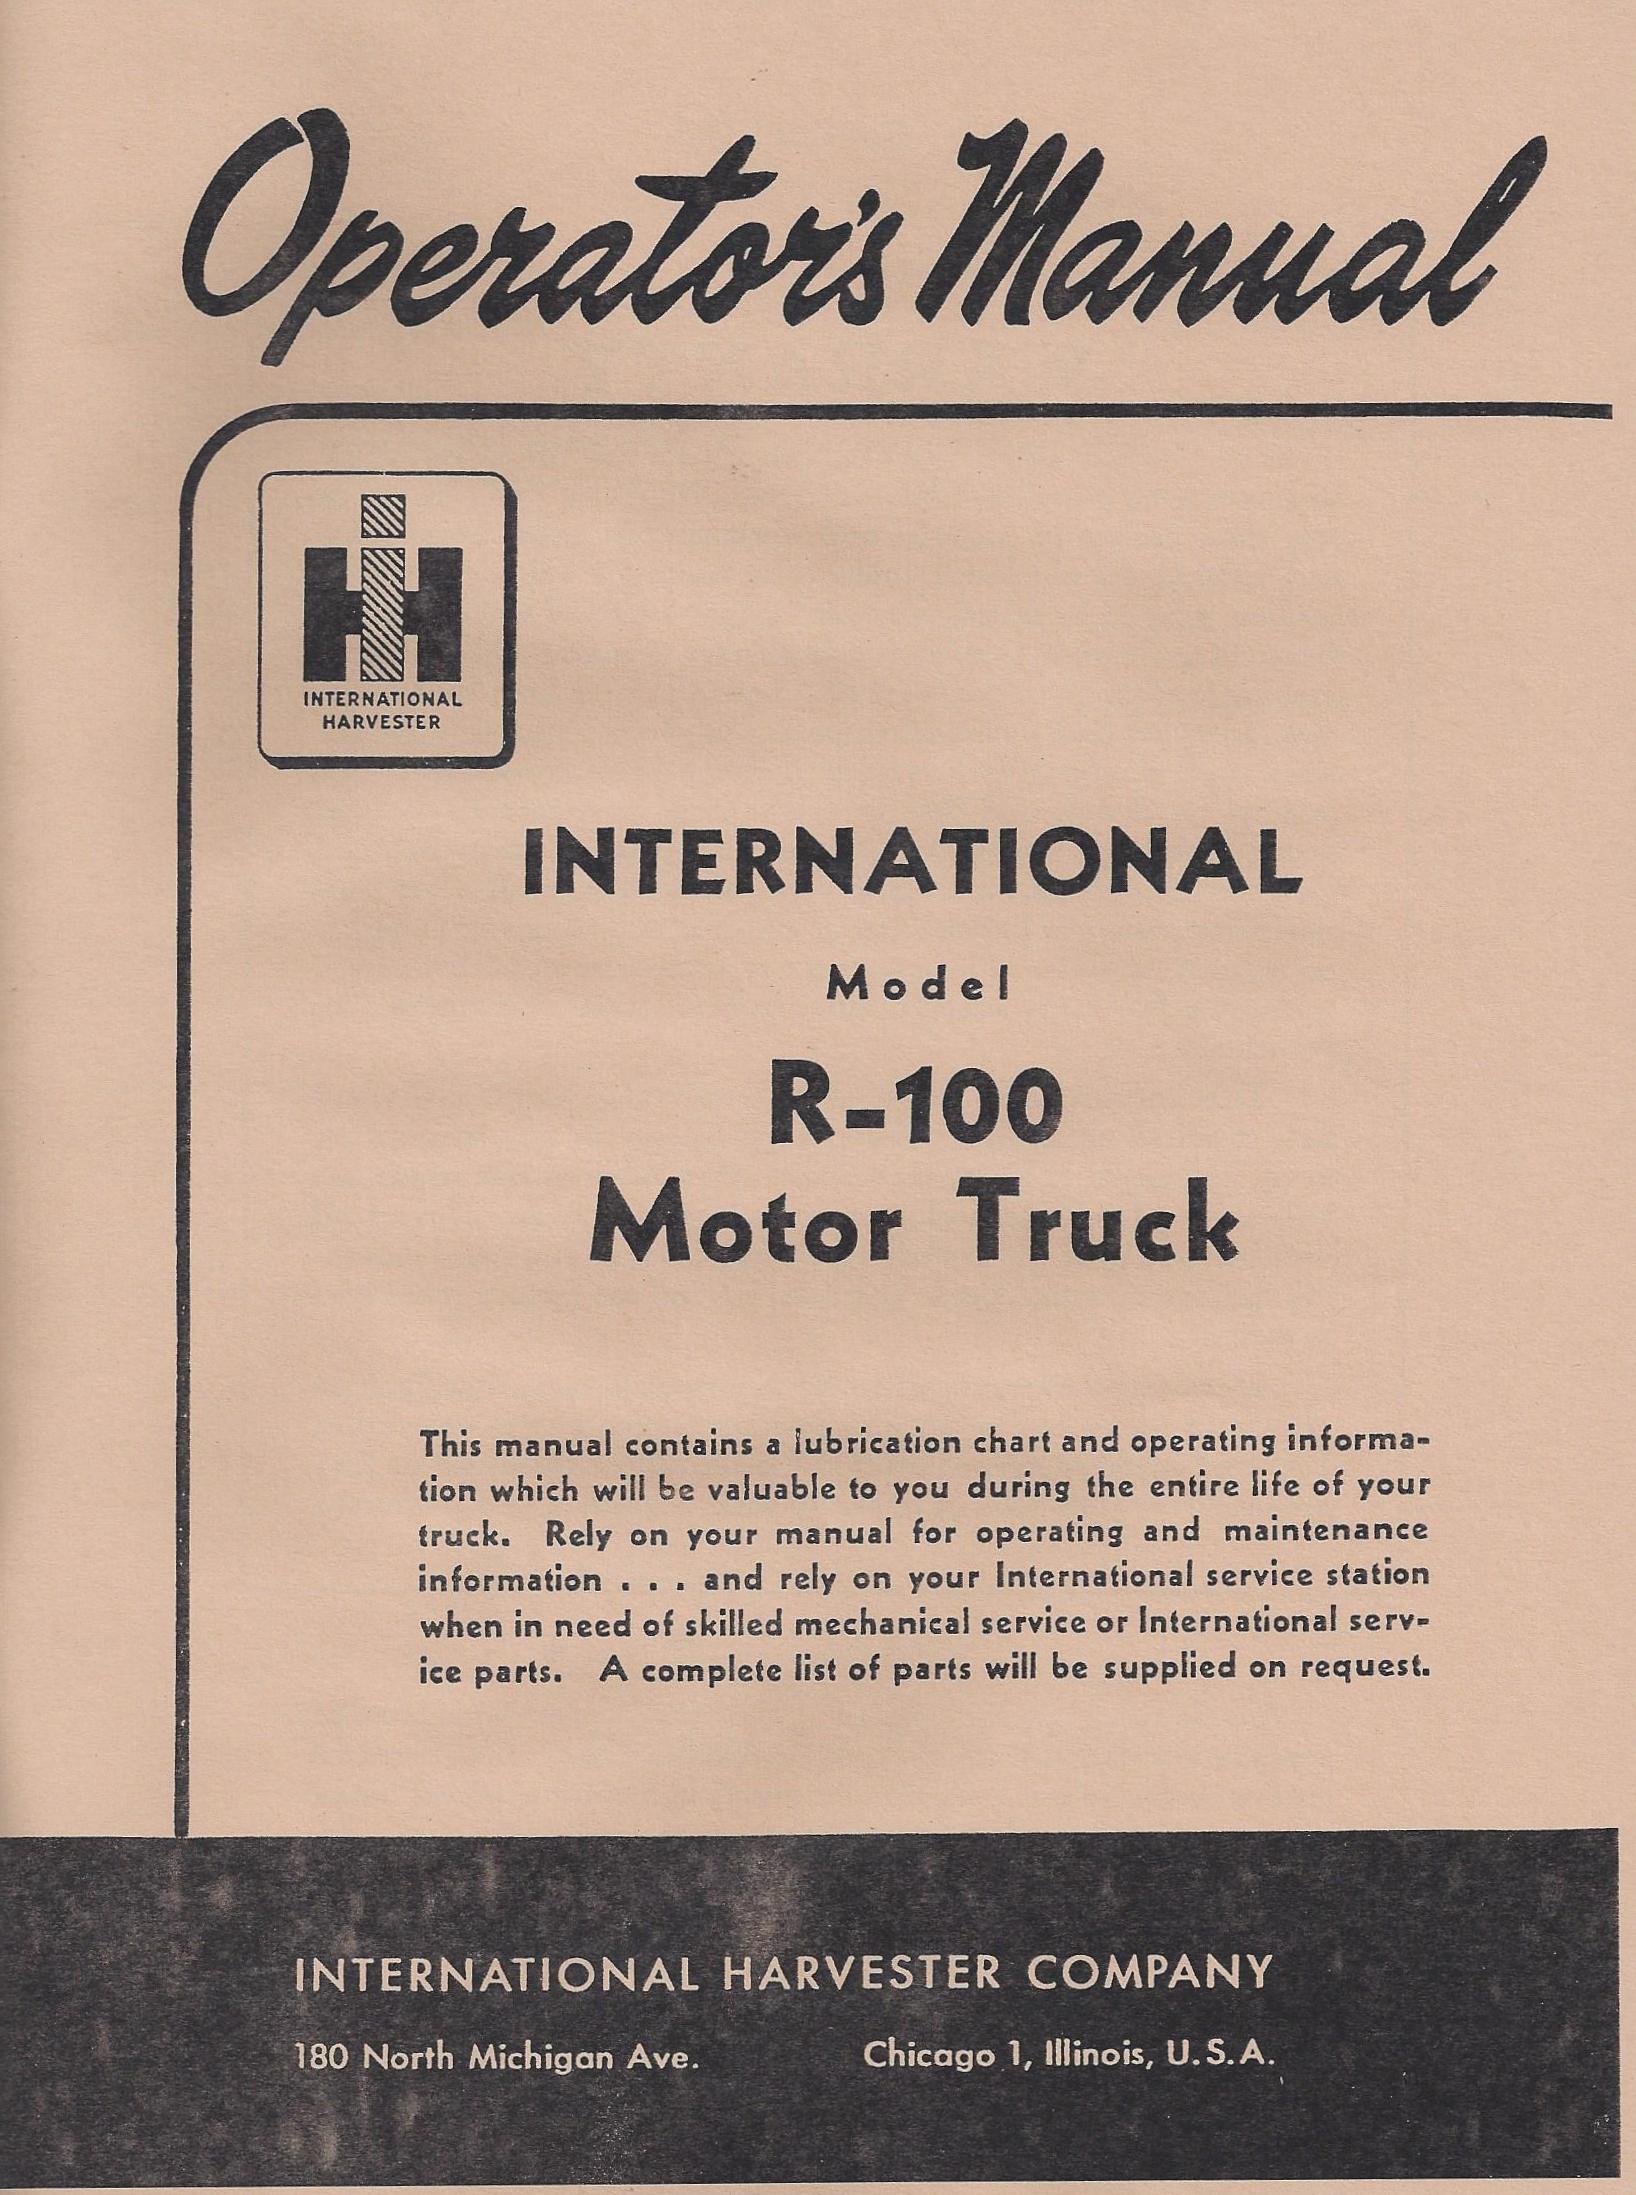 Operator's Manual
IH
INTERNATIONAL
HARVESTER
INTERNATIONAL
Model
R-100
Motor Truck
This manual contains a lubrication chart and operating informa-
tion which will be valuable to you during the entire life of your
truck. Rely on your manual for operating and maintenance
information . . . and rely on your International service station
when in need of skilled mechanical service or International serv-
ice parts. A complete list of parts will be supplied on request.
INTERNATIONAL HARVESTER COMPANY
180 North Michigan Ave. Chicago 1, Illinois, U.S.A.